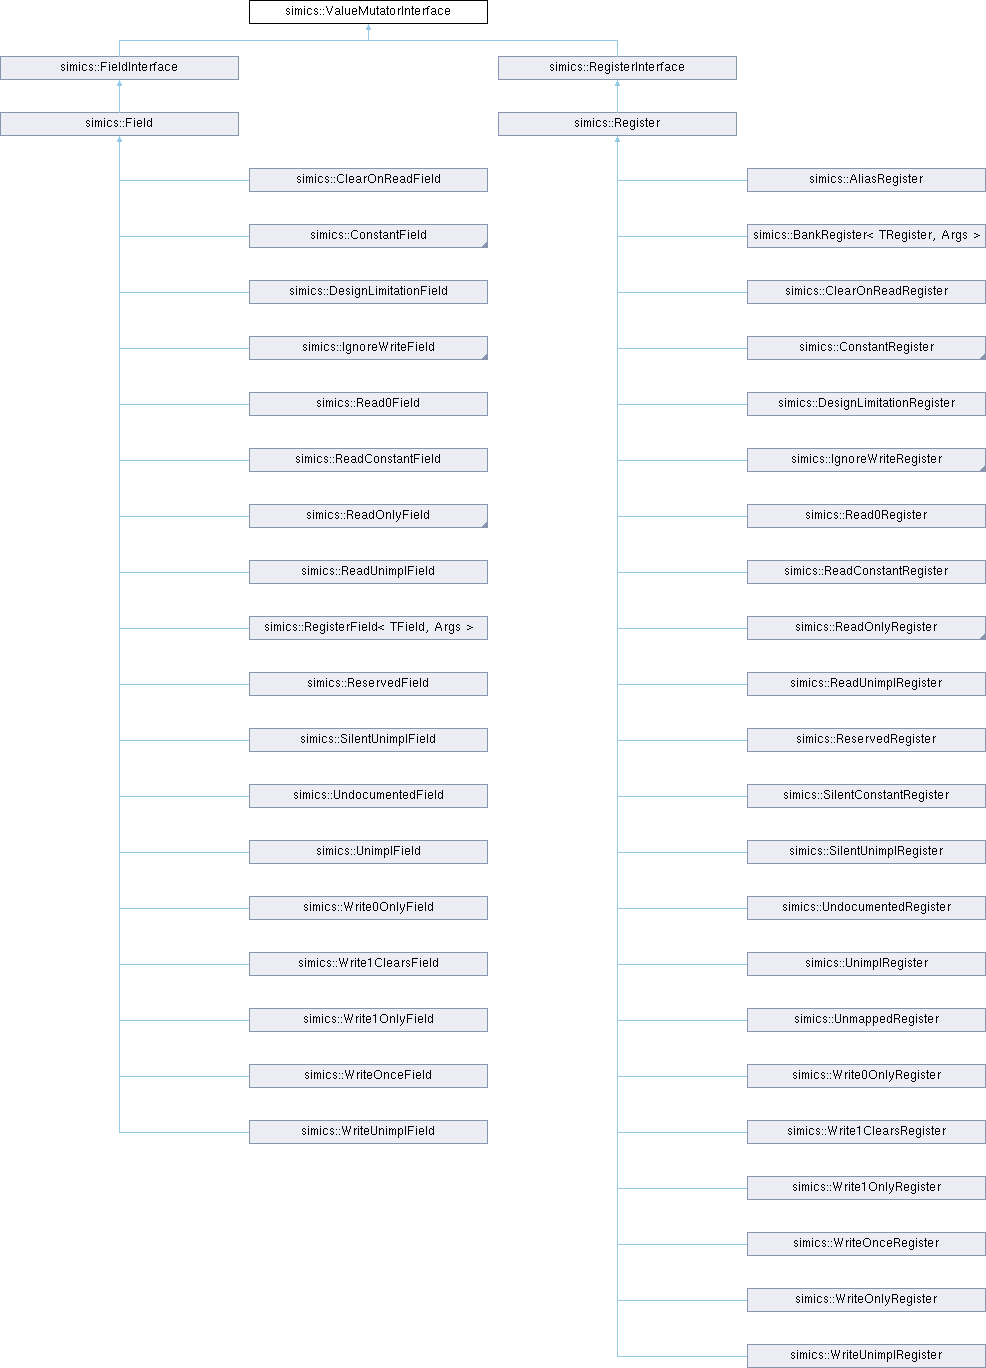 simics::ValueMutatorInterface
simics::FieldInterface
simics::RegisterInterface
simics::Field
simics::Register
simics::ClearOnReadField
simics::AliasRegister
simics::ConstantField
simics::BankRegister< TRegister, Args >
simics::DesignLimitationField
simics::ClearOnReadRegister
simics::IgnoreWriteField
simics::ConstantRegister
simics::Read0Field
simics::DesignLimitationRegister
simics::ReadConstantField
simics::IgnoreWriteRegister
simics::ReadOnlyField
simics::Read0Register
simics::ReadUnimplField
simics::ReadConstantRegister
simics::RegisterField< TField, Args >
simics::ReadOnlyRegister
simics::ReservedField
simics::ReadUnimplRegister
simics::SilentUnimplField
simics::ReservedRegister
simics::UndocumentedField
simics::SilentConstantRegister
simics::UnimplField
simics::SilentUnimplRegister
simics::Write0OnlyField
simics::UndocumentedRegister
simics::Write1ClearsField
simics::UnimplRegister
simics::Write1OnlyField
simics::UnmappedRegister
simics::WriteOnceField
simics::Write0OnlyRegister
simics::WriteUnimplField
simics::Write1ClearsRegister
simics::Write1OnlyRegister
simics::WriteOnceRegister
simics::WriteOnlyRegister
simics::WriteUnimplRegister